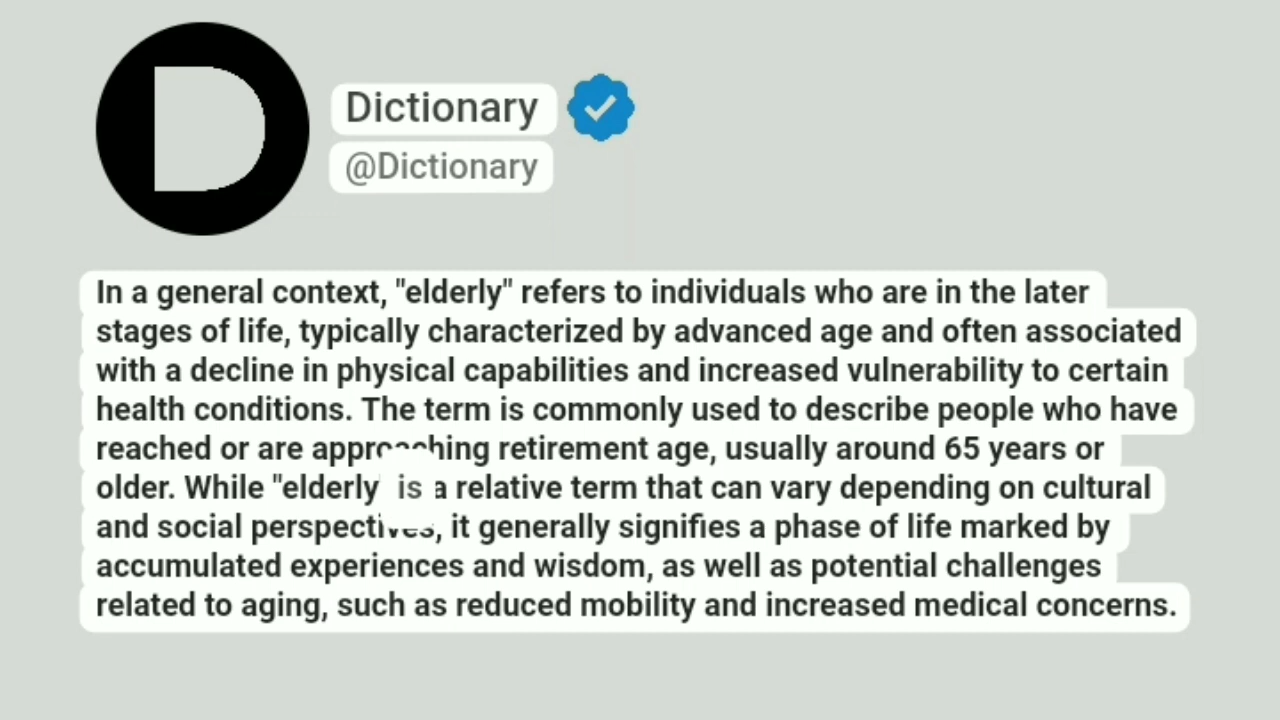 D
Dictionary
@Dictionary
In a general context, "elderly" refers to individuals who are in the later
stages of life, typically characterized by advanced age and often associated
with a decline in physical capabilities and increased vulnerability to certain
health conditions. The term is commonly used to describe people who have
reached or are approaching retirement age, usually around 65 years or
older. While "elderly is a relative term that can vary depending on cultural
and social perspectives, it generally signifies a phase of life marked by
accumulated experiences and wisdom, as well as potential challenges
related to aging, such as reduced mobility and increased medical concerns.